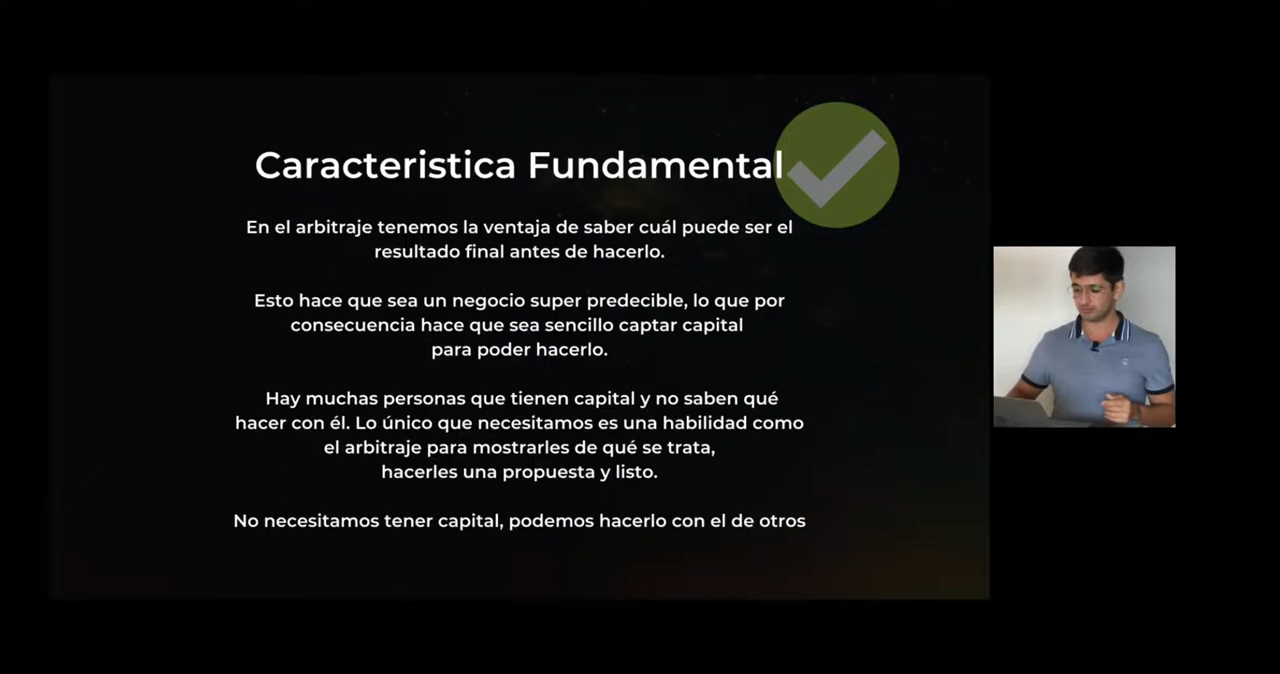 Caracteristica Fundamental
En el arbitraje tenemos la ventaja de saber cuál puede ser el
resultado final antes de hacerlo.
Esto hace que sea un negocio super predecible, lo que por
consecuencia hace que sea sencillo captar capital
para poder hacerlo.
Hay muchas personas que tienen capital y no saben qué
hacer con él. Lo único que necesitamos es una habilidad como
el arbitraje para mostrarles de qué se trata,
hacerles una propuesta y listo.
No necesitamos tener capital, podemos hacerlo con el de otros